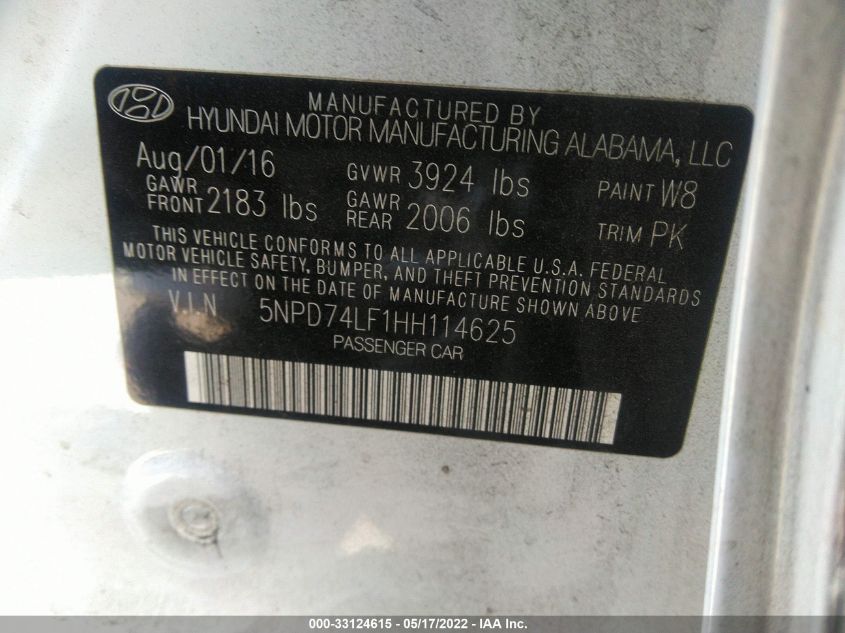 MANUFACTURED BY
HYUNDAI MOTOR MANUFACTURING ALABAMA, LLC
Aug/01/16 GVWR 3924 lbs PAINT W8
GAWR FRONT 2183 lbs GAWR REAR 2006 lbs TRIM PK
THIS VEHICLE CONFORMS TO ALL APPLICABLE U.S.A. FEDERAL
MOTOR VEHICLE SAFETY, BUMPER, AND THEFT PREVENTION STANDARDS
IN EFFECT ON THE DATE OF MANUFACTURE SHOWN ABOVE
V.I.N 5NPD74LF1HH114625
PASSENGER CAR
000-33124615 - 05/17/2022 - IAA Inc.